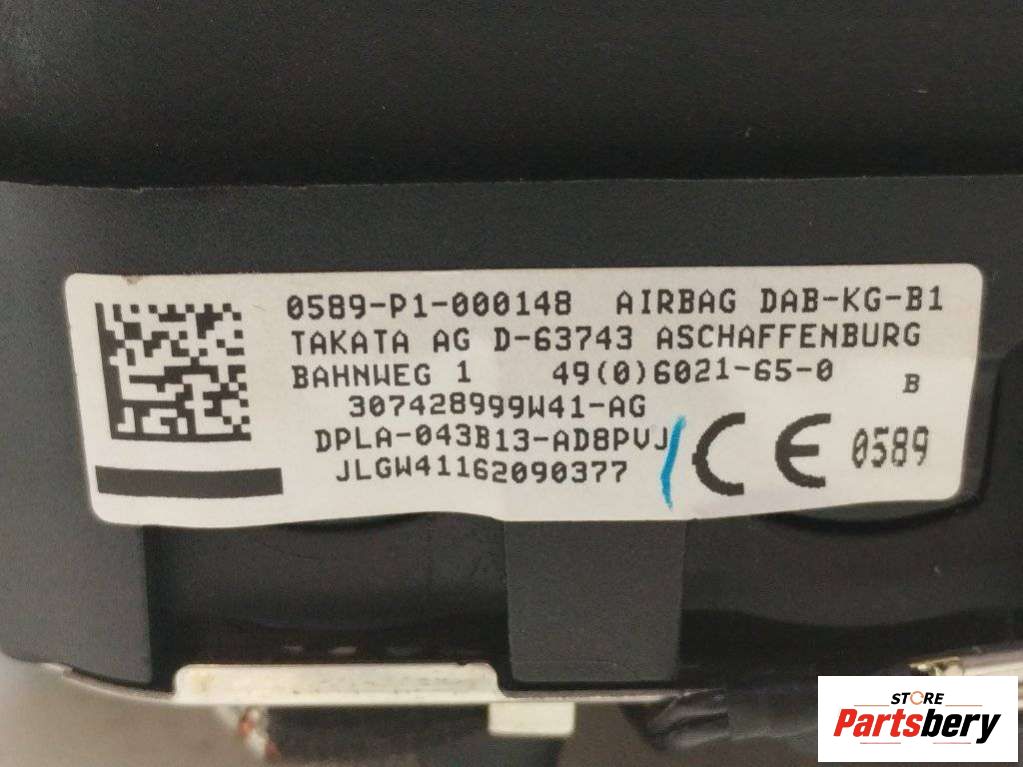 0589-P1-000148 AIRBAG DAB-KG-B1
TAKATA AG D-63743 ASCHAFFENBURG
BAHNWEG 1 49(0)6021-65-0 B
307428999W41-AG
DPLA-043B13-AD8PVJ
JLGW41162090377
CE 0589
STORE
Partsbery